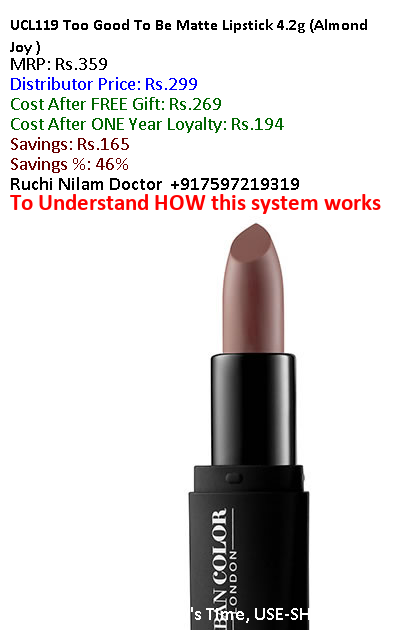 UCL119 Too Good To Be Matte Lipstick 4.2g (Almond
Joy )
MRP: Rs.359
Distributor Price: Rs.299
Cost After FREE Gift: Rs.269
Cost After ONE Year Loyalty: Rs.194
Savings: Rs.165
Savings %: 46%
Ruchi Nilam Doctor +917597219319
To Understand HOW this system works
BAN COLOR
LONDON
's Time, USE-SH